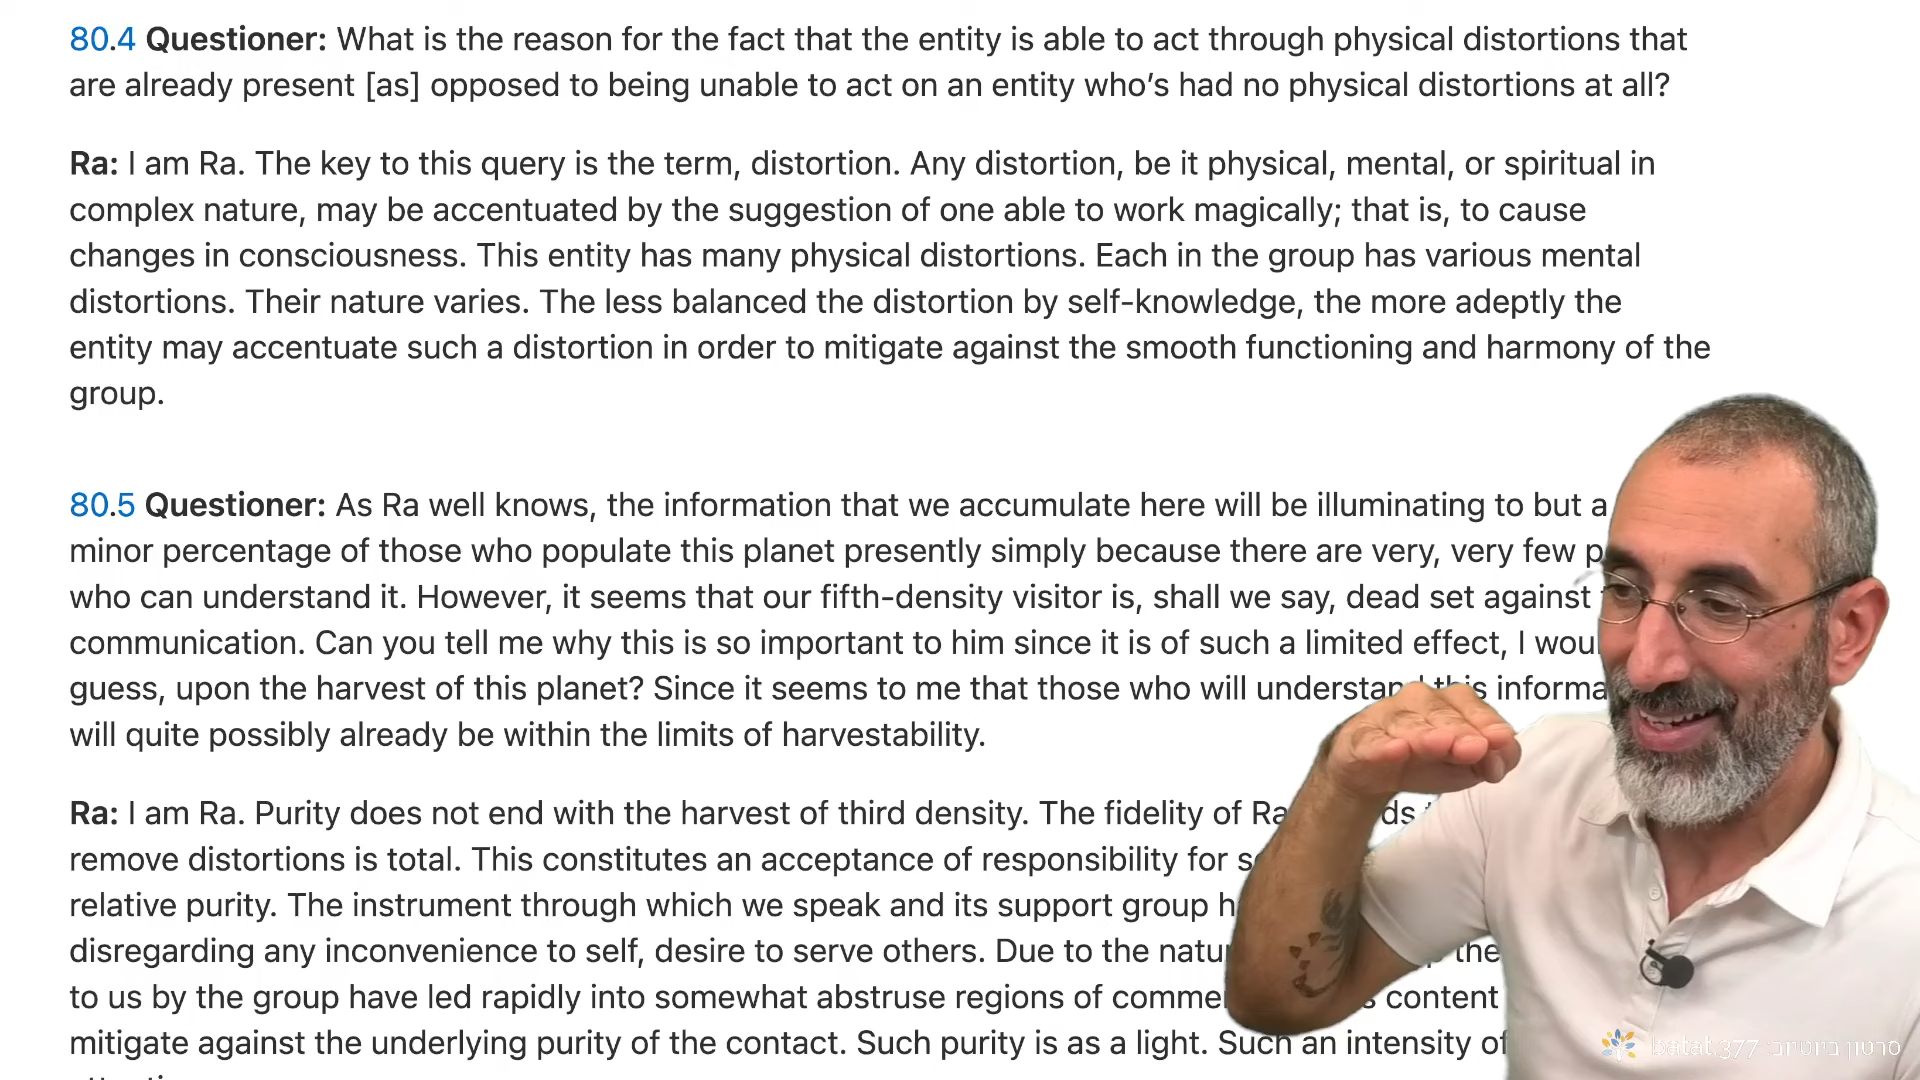 80.4 Questioner: What is the reason for the fact that the entity is able to act through physical distortions that
are already present [as] opposed to being unable to act on an entity who’s had no physical distortions at all?
Ra: I am Ra. The key to this query is the term, distortion. Any distortion, be it physical, mental, or spiritual in
complex nature, may be accentuated by the suggestion of one able to work magically; that is, to cause
changes in consciousness. This entity has many physical distortions. Each in the group has various mental
distortions. Their nature varies. The less balanced the distortion by self-knowledge, the more adeptly the
entity may accentuate such a distortion in order to mitigate against the smooth functioning and harmony of the
group.
80.5 Questioner: As Ra well knows, the information that we accumulate here will be illuminating to but a
minor percentage of those who populate this planet presently simply because there are very, very few
who can understand it. However, it seems that our fifth-density visitor is, shall we say, dead set against
communication. Can you tell me why this is so important to him since it is of such a limited effect, I
guess, upon the harvest of this planet? Since it seems to me that those who will understand this
will quite possibly already be within the limits of harvestability.
Ra: I am Ra. Purity does not end with the harvest of third density. The fidelity of Ra
remove distortions is total. This constitutes an acceptance of responsibility for
relative purity. The instrument through which we speak and its support group
disregarding any inconvenience to self, desire to serve others. Due to the the
to us by the group have led rapidly into somewhat abstruse regions of content
mitigate against the underlying purity of the contact. Such purity is as a light. Such an intensity of
סרטון ביוטיוב 377